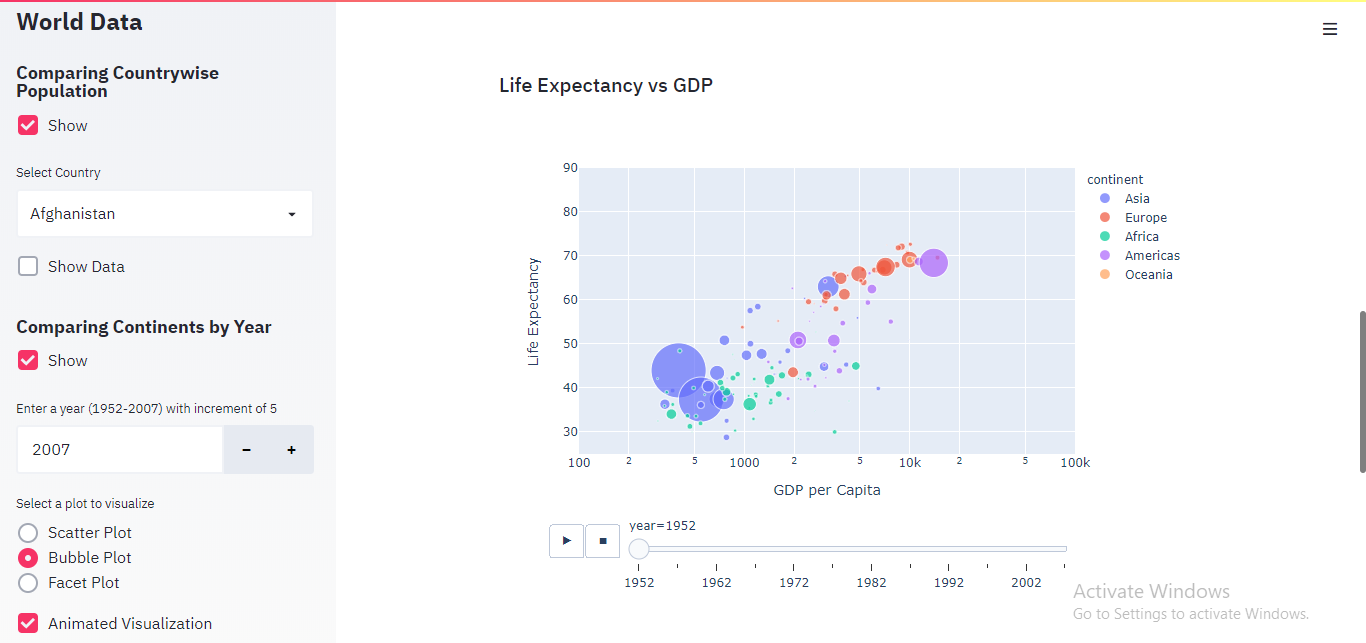 World Data
Comparing Countrywise
Population
Show
Select Country
Afghanistan
Show Data
Comparing Continents by Year
Show
Enter a year (1952-2007) with increment of 5
2007
-
+
Select a plot to visualize
Scatter Plot
Bubble Plot
Facet Plot
Animated Visualization
Life Expectancy vs GDP
Life Expectancy
90
80
70
60
50
40
30
100 2 5 1000 2 5 10k 2 5 100k
GDP per Capita
continent
Asia
Europe
Africa
Americas
Oceania
year=1952
1952 1962 1972 1982 1992 2002
Activate Windows
Go to Settings to activate Windows.